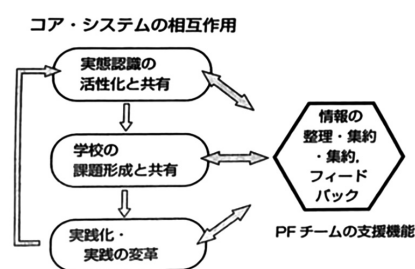 コア・システムの相互作用
実態認識の
活性化と共有
学校の
課題形成と共有
実践化・
実践の変革
情報の
整理・集約
・集約,
フィード
バック
PFチームの支援機能